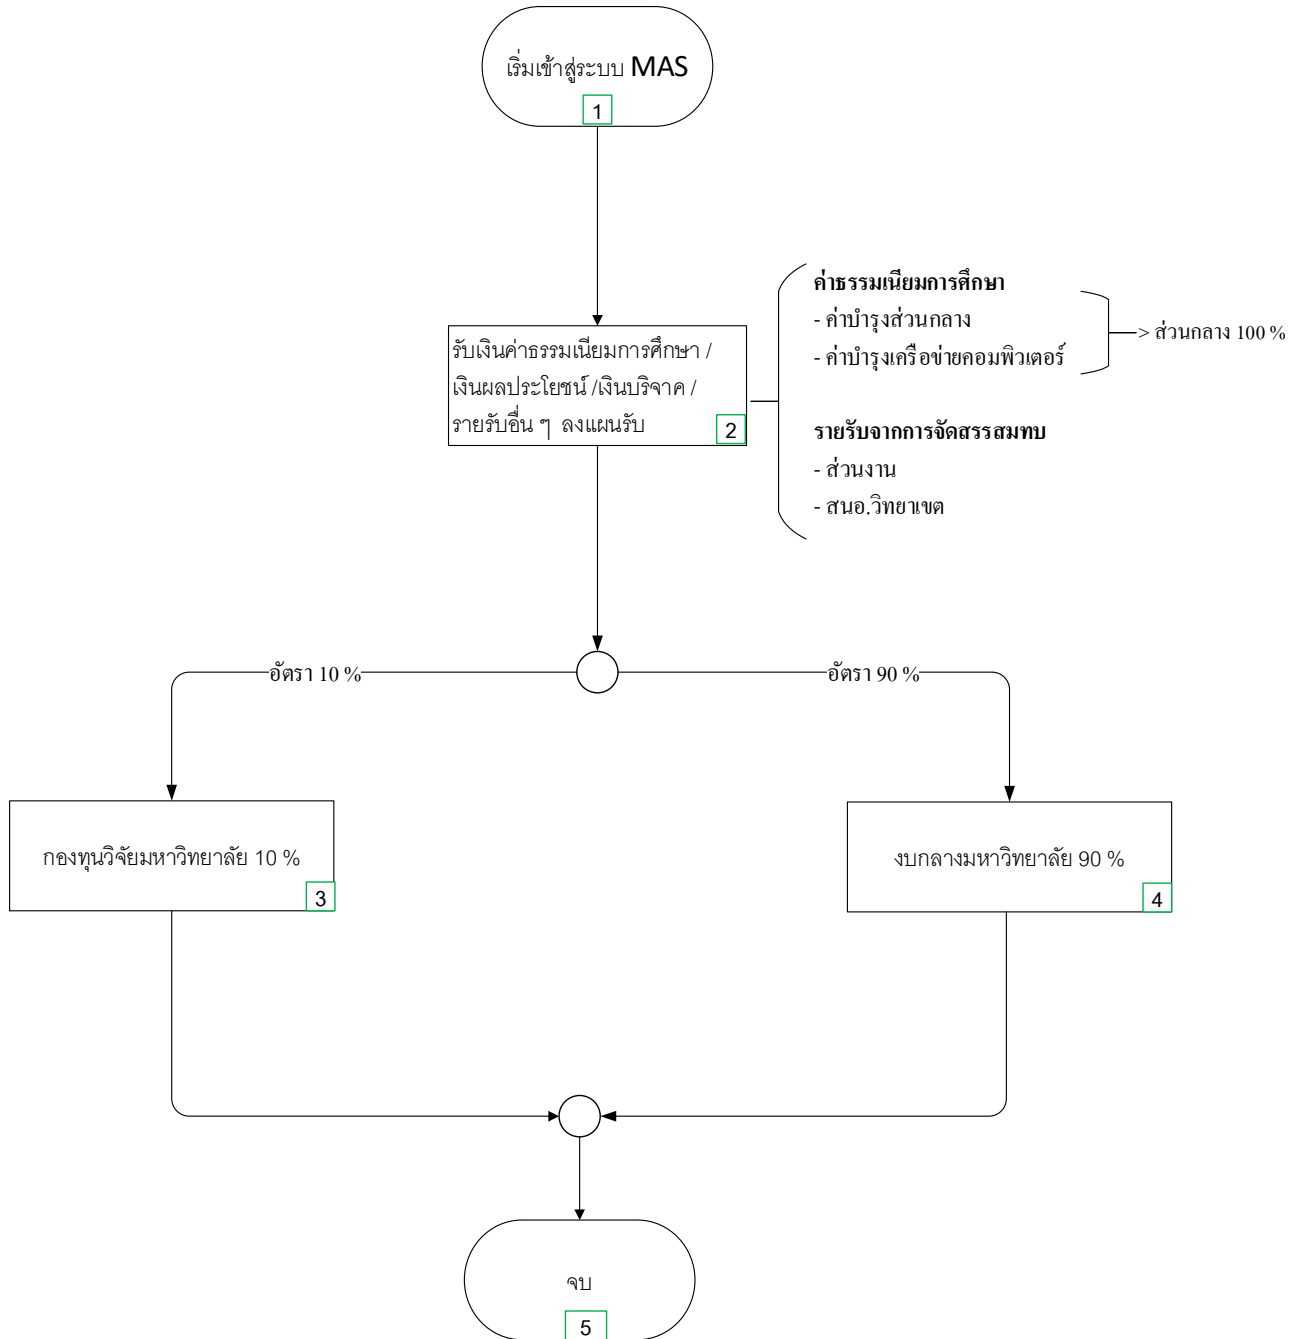 เริ่มเข้าสู่ระบบ MAS
1
รับเงินค่าธรรมเนียมการศึกษา /
เงินผลประโยชน์ /เงินบริจาค /
รายรับอื่น ๆ ลงแผนรับ
2
ค่าธรรมเนียมการศึกษา
- ค่าบำรุงส่วนกลาง
- ค่าบำรุงเครือข่ายคอมพิวเตอร์
> ส่วนกลาง 100 %
รายรับจากการจัดสรรสมทบ
- ส่วนงาน
- สนอ.วิทยาเขต
อัตรา 10 %
อัตรา 90 %
กองทุนวิจัยมหาวิทยาลัย 10 %
3
งบกลางมหาวิทยาลัย 90 %
4
จบ
5